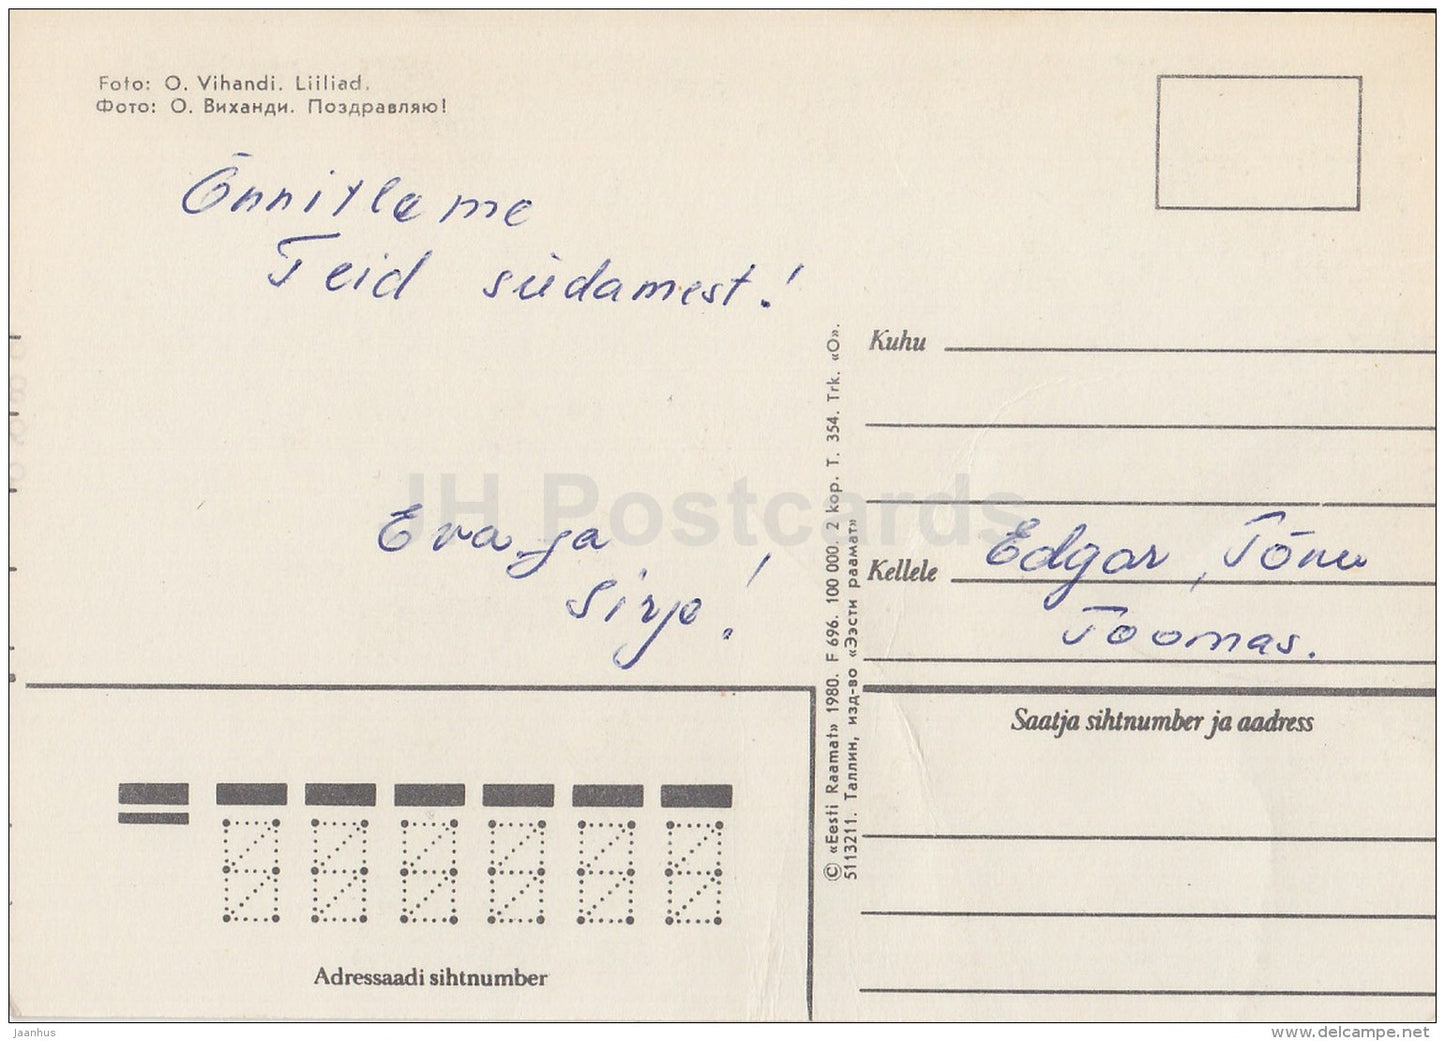 Foto: O. Vihandi. Liiliad.
Фото: О. Виханди. Поздравляю!
Õnnitleme
Teid südamest!
Eva ja
Sirje!
JH Postcards
© «Eesti Raamat» 1980. F 696. 100 000. 2 kop. T. 354. Trk. «O».
5113211. Таллин, изд-во «Ээсти раамат»
Kuhu
Kellele Edgar, Tõnu
Toomas.
Saatja sihtnumber ja aadress
Adressaadi sihtnumber
jaanhus
www.delcampe.net